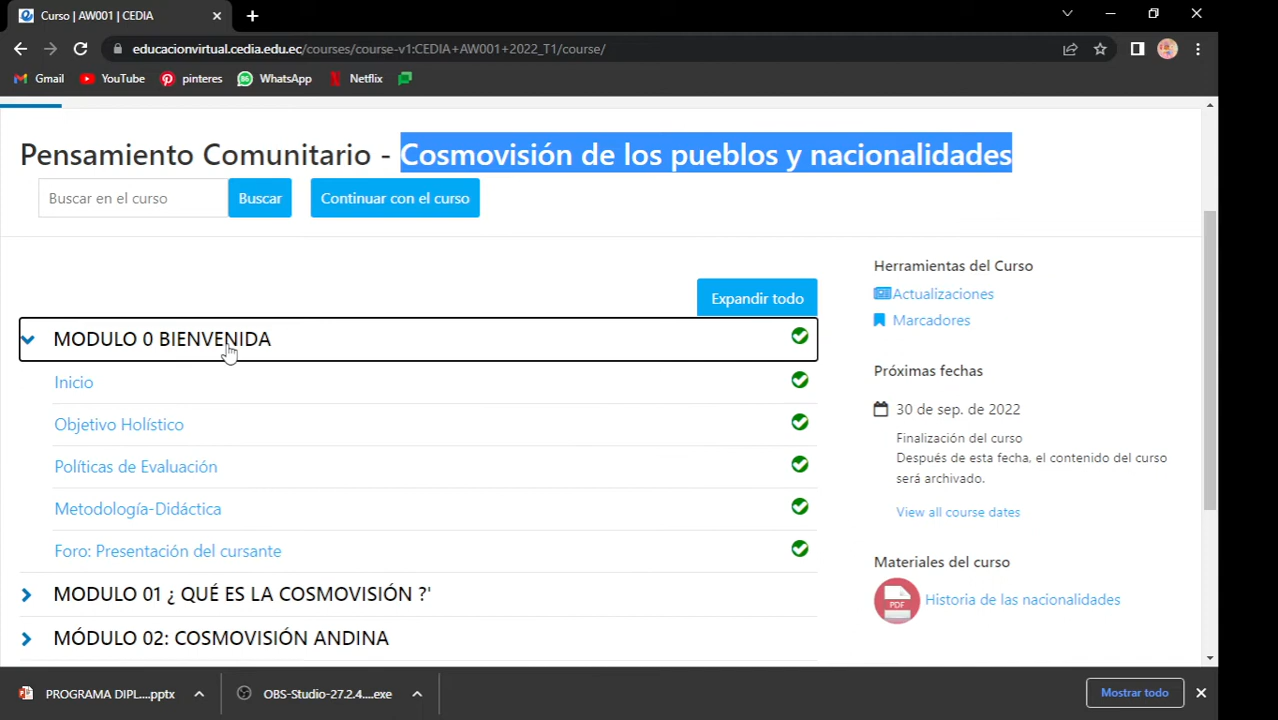 Curso | AW001 | CEDIA
educacionvirtual.cedia.edu.ec/courses/course-v1:CEDIA+AW001+2022_T1/course/
Gmail YouTube pinteres WhatsApp Netflix
Pensamiento Comunitario - Cosmovisión de los pueblos y nacionalidades
Buscar en el curso Buscar Continuar con el curso
Expandir todo
MODULO 0 BIENVENIDA
Inicio
Objetivo Holístico
Políticas de Evaluación
Metodología-Didáctica
Foro: Presentación del cursante
MODULO 01 ¿ QUÉ ES LA COSMOVISIÓN ?'
MÓDULO 02: COSMOVISIÓN ANDINA
Herramientas del Curso
Actualizaciones
Marcadores
Próximas fechas
30 de sep. de 2022
Finalización del curso
Después de esta fecha, el contenido del curso
será archivado.
View all course dates
Materiales del curso
PDF Historia de las nacionalidades
PROGRAMA DIPL....pptx OBS-Studio-27.2.4....exe Mostrar todo